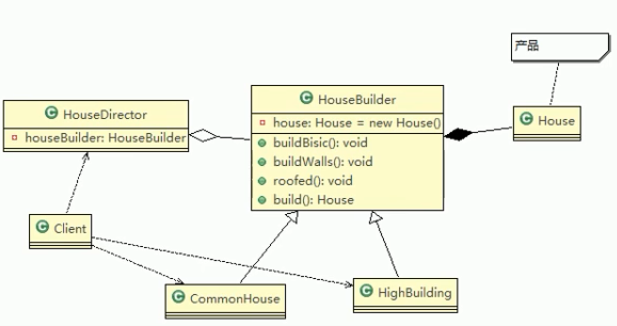 产品
HouseBuilder
house: House = new House()
buildBisic(): void
buildWalls(): void
roofed(): void
build(): House
HouseDirector
houseBuilder: HouseBuilder
House
Client
CommonHouse
HighBuilding